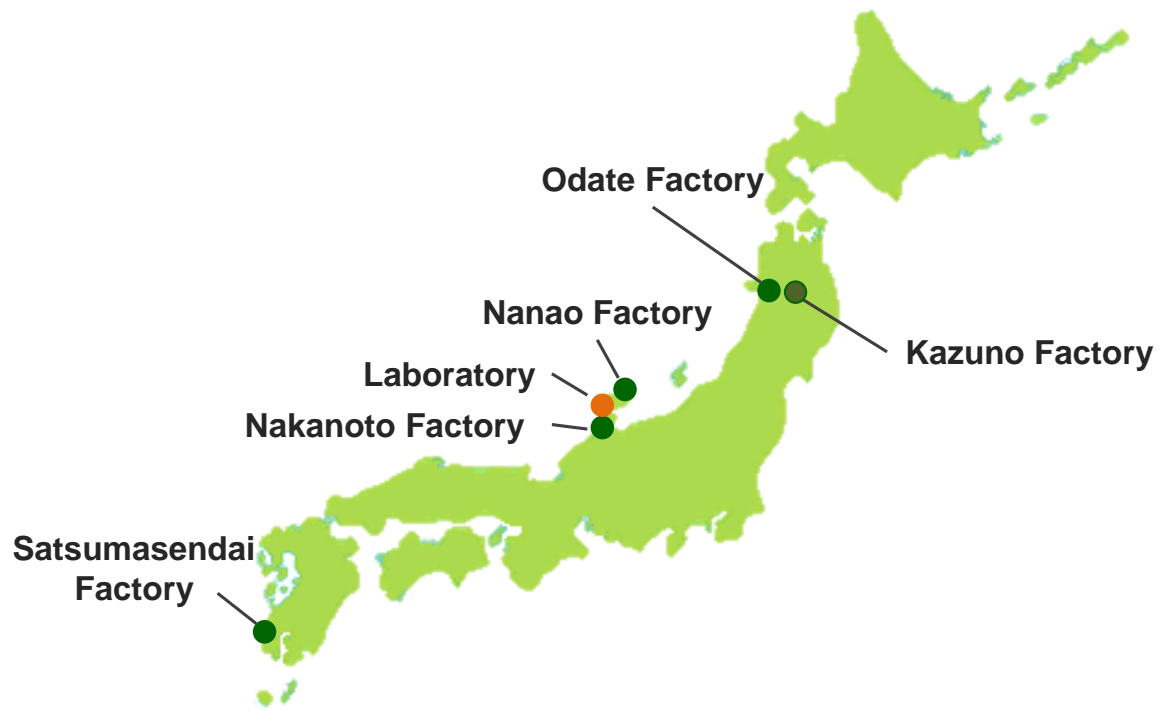 Odate Factory
Nanao Factory
Kazuno Factory
Laboratory
Nakanoto Factory
Satsumasendai
Factory